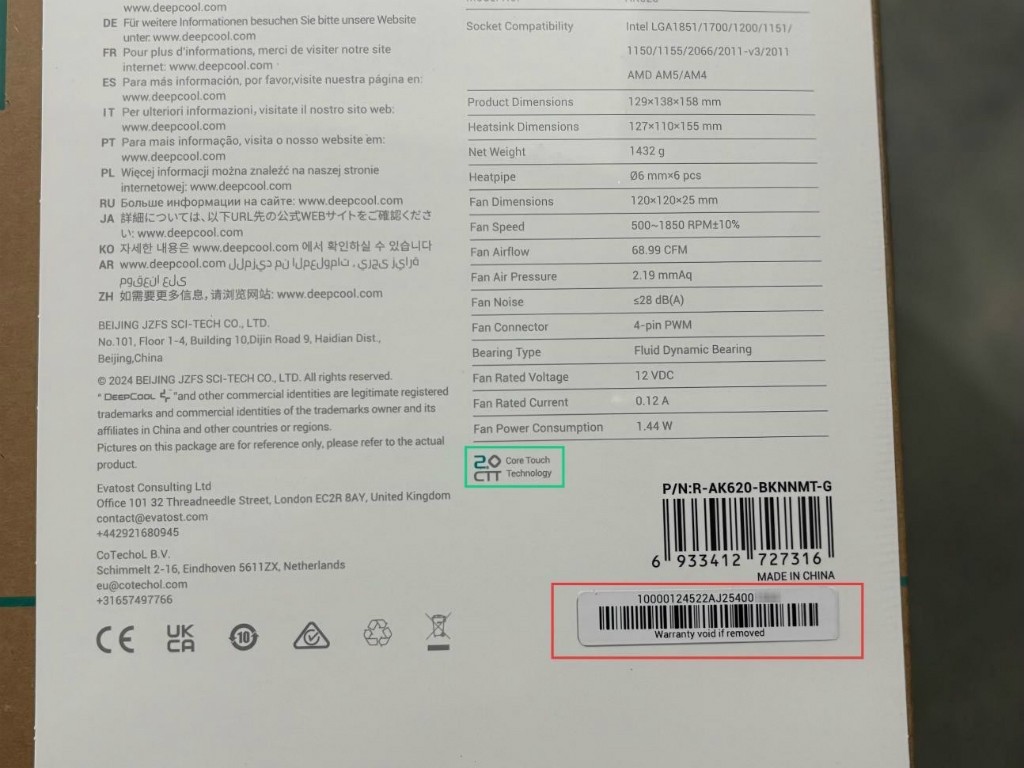 www.deepcool.com
DE Für weitere Informationen besuchen Sie bitte unsere Website
unter: www.deepcool.com
FR Pour plus d'informations, merci de visiter notre site
internet: www.deepcool.com
ES Para más información, por favor,visite nuestra página en:
www.deepcool.com
IT Per ulteriori informazioni, visitate il nostro sito web:
www.deepcool.com
PT Para mais informação, visita o nosso website em:
www.deepcool.com
PL Więcej informacji można znaleźć na naszej stronie
internetowej: www.deepcool.com
RU Больше информации на сайте: www.deepcool.com
JA 詳細については、以下URL先の公式WEBサイトをご確認くださ
い: www.deepcool.com
KO 자세한 내용은 www.deepcool.com 에서 확인하실 수 있습니다
AR www.deepcool.com للمزيد من المعلومات ، يرجى زيارة
موقعنا على
ZH 如需要更多信息，请浏览网站: www.deepcool.com
BEIJING JZFS SCI-TECH CO., LTD.
No.101, Floor 1-4, Building 10,Dijin Road 9, Haidian Dist.,
Beijing,China
© 2024 BEIJING JZFS SCI-TECH CO., LTD. All rights reserved.
" DEEPCOOL "and other commercial identities are legitimate registered
trademarks and commercial identities of the trademarks owner and its
affiliates in China and other countries or regions.
Pictures on this package are for reference only, please refer to the actual
product.
Evatost Consulting Ltd
Office 101 32 Threadneedle Street, London EC2R 8AY, United Kingdom
contact@evatost.com
+442921680945
CoTechoL B.V.
Schimmelt 2-16, Eindhoven 5611ZX, Netherlands
eu@cotechol.com
+31657497766
CE
UK
CA
10
Socket Compatibility Intel LGA1851/1700/1200/1151/
1150/1155/2066/2011-v3/2011
AMD AM5/AM4
Product Dimensions 129×138×158 mm
Heatsink Dimensions 127×110×155 mm
Net Weight 1432 g
Heatpipe Ø6 mm×6 pcs
Fan Dimensions 120×120×25 mm
Fan Speed 500~1850 RPM±10%
Fan Airflow 68.99 CFM
Fan Air Pressure 2.19 mmAq
Fan Noise ≤28 dB(A)
Fan Connector 4-pin PWM
Bearing Type Fluid Dynamic Bearing
Fan Rated Voltage 12 VDC
Fan Rated Current 0.12 A
Fan Power Consumption 1.44 W
2.0 Core Touch
CTT Technology
P/N:R-AK620-BKNNMT-G
6 933412 727316
MADE IN CHINA
10000124522AJ25400
Warranty void if removed